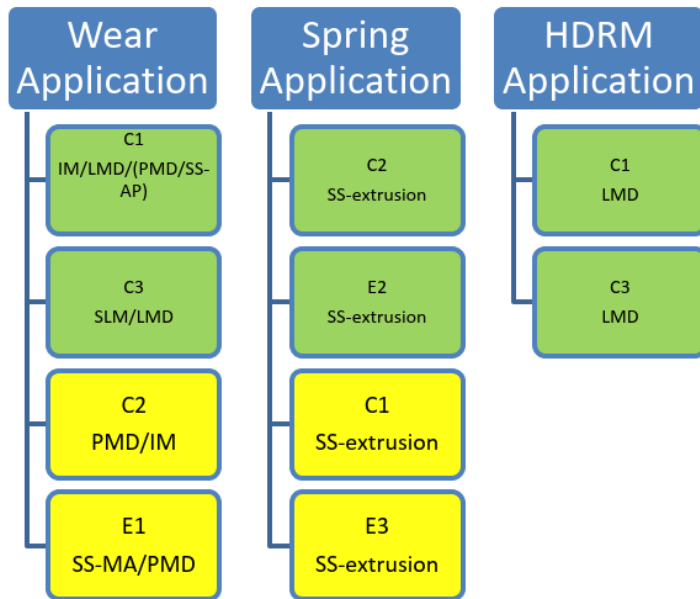 Wear
Application
C1
IM/LMD/(PMD/SS-
AP)
C3
SLM/LMD
C2
PMD/IM
E1
SS-MA/PMD
Spring
Application
C2
SS-extrusion
E2
SS-extrusion
C1
SS-extrusion
E3
SS-extrusion
HDRM
Application
C1
LMD
C3
LMD